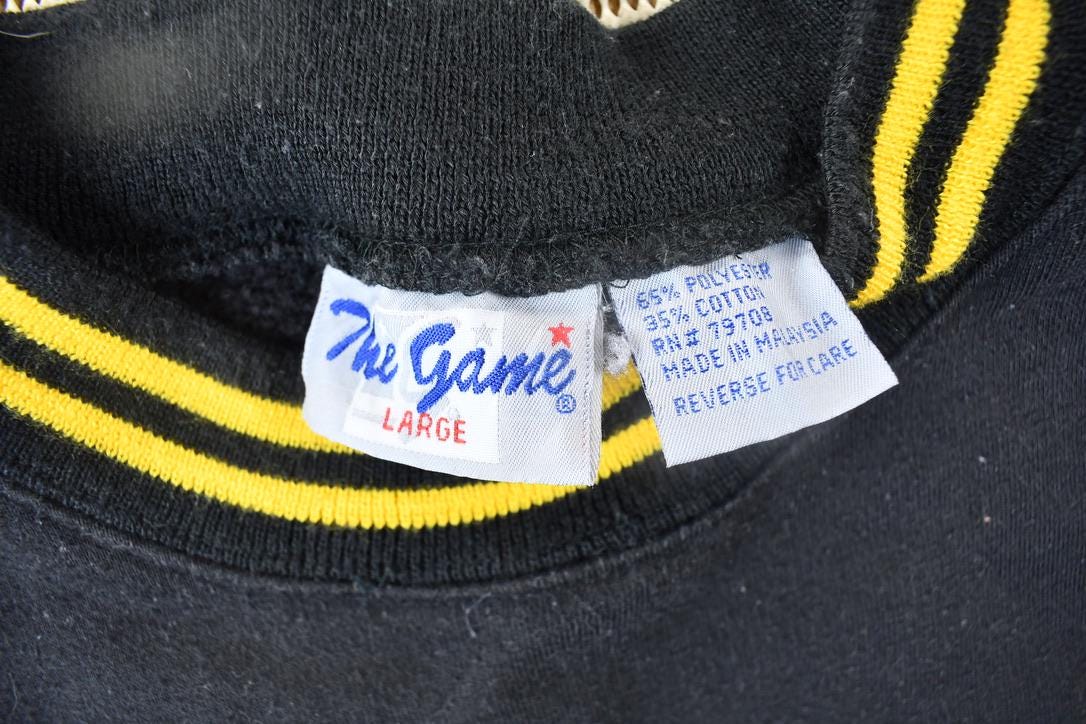 The Game®
LARGE
65% POLYESTER
35% COTTON
RN# 79708
MADE IN MALAYSIA
REVERSE FOR CARE